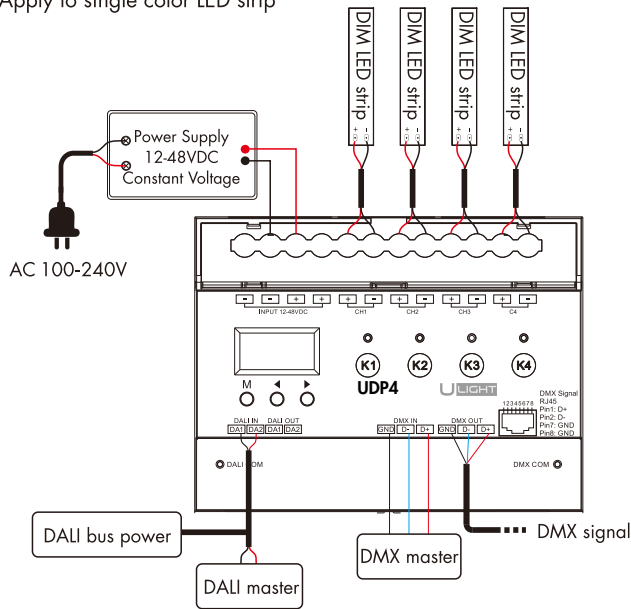 Apply to single color LED strip
DIM LED strip
DIM LED strip
DIM LED strip
DIM LED strip
+ -
+ -
+ -
+ -
Power Supply
12-48VDC
Constant Voltage
AC 100-240V
- - + + + - + - + - + -
INPUT 12-48VDC CH1 CH2 CH3 C4
K1 K2 K3 K4
UDP4 ULIGHT
M
DMX Signal
RJ45
Pin1: D+
Pin2: D-
Pin7: GND
Pin8: GND
12345678
DALI IN DALI OUT DMX IN DMX OUT
DA1 DA2 DA1 DA2 GND D- D+ GND D- D+
DALI COM DMX COM
DALI bus power
DMX signal
DMX master
DALI master